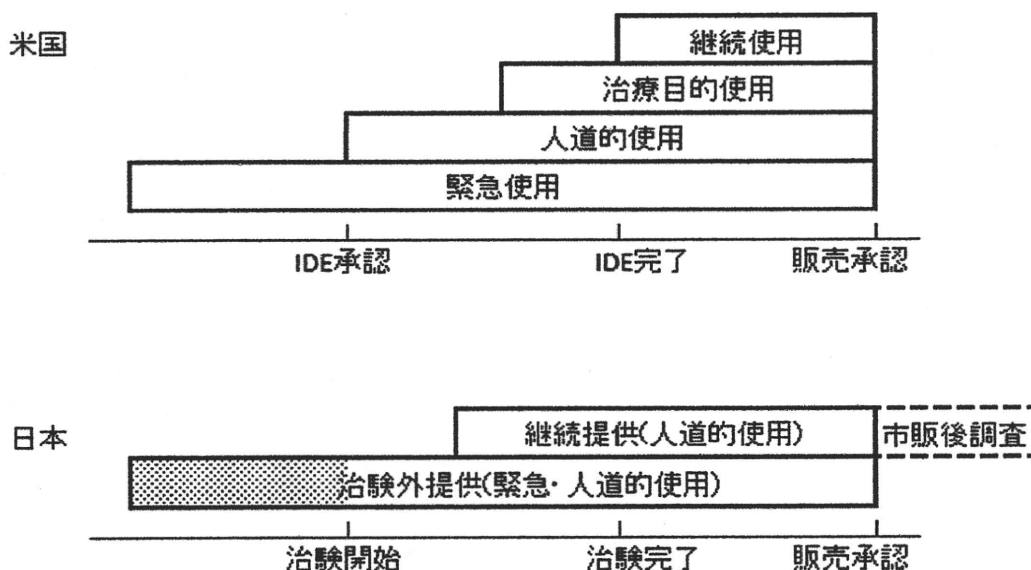 米国
継続使用
治療目的使用
人道的使用
緊急使用
IDE承認 IDE完了 販売承認
日本
継続提供(人道的使用) 市販後調査
治験外提供(緊急・人道的使用)
治験開始 治験完了 販売承認